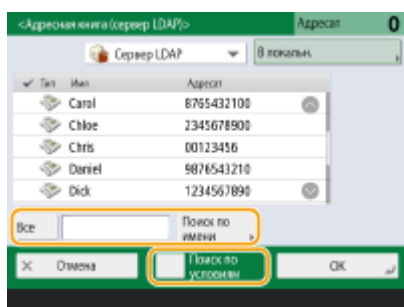 <Адресная книга (сервер LDAP)> Адресат 0
Сервер LDAP В локальн.
Тип Имя Адресат
Carol 8765432100
Chloe 2345678900
Chris 00123456
Daniel 9876543210
Dick 1234567890
Все Поиск по
имени
Отмена Поиск по
условиям OK